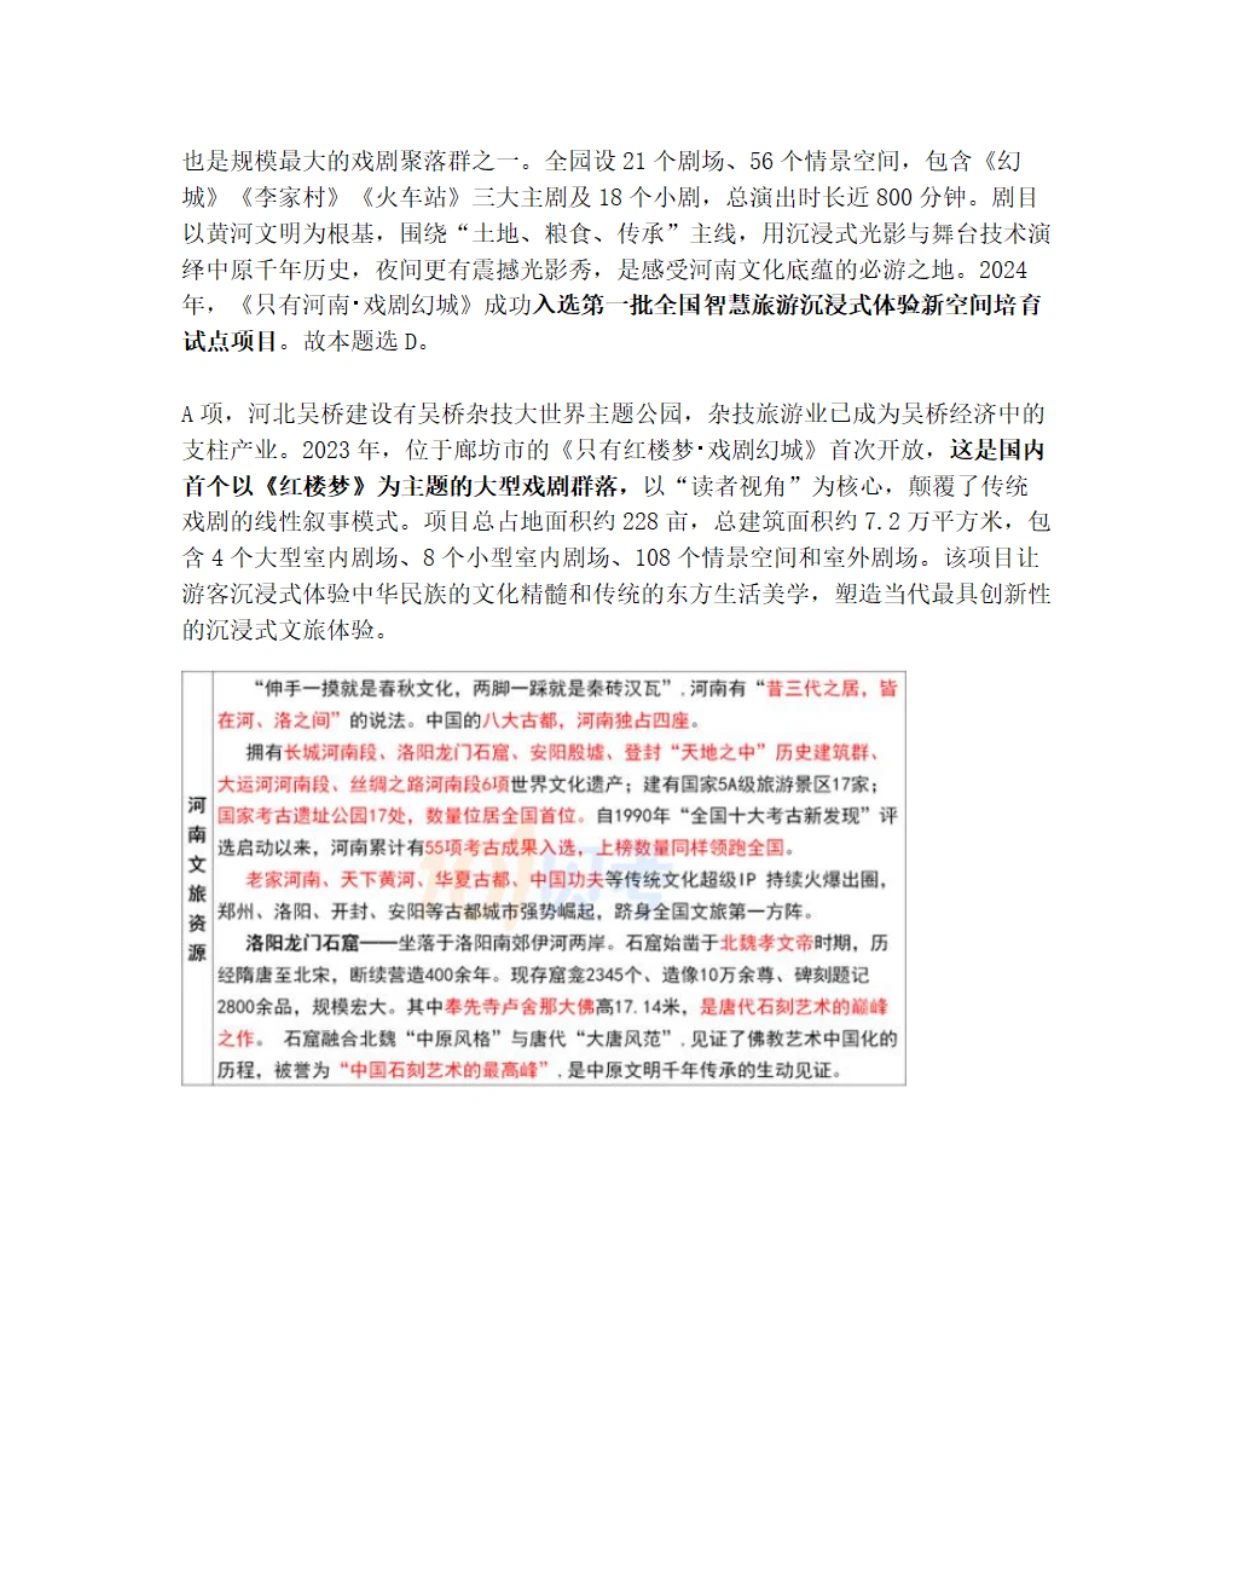 也是规模最大的戏剧聚落群之一。全园设 21 个剧场、56 个情景空间，包含《幻
城》《李家村》《火车站》三大主剧及 18 个小剧，总演出时长近 800 分钟。剧目
以黄河文明为根基，围绕“土地、粮食、传承”主线，用沉浸式光影与舞台技术演
绎中原千年历史，夜间更有震撼光影秀，是感受河南文化底蕴的必游之地。2024
年，《只有河南·戏剧幻城》成功入选第一批全国智慧旅游沉浸式体验新空间培育
试点项目。故本题选 D。
A 项，河北吴桥建设有吴桥杂技大世界主题公园，杂技旅游业已成为吴桥经济中的
支柱产业。2023 年，位于廊坊市的《只有红楼梦·戏剧幻城》首次开放，这是国内
首个以《红楼梦》为主题的大型戏剧群落，以“读者视角”为核心，颠覆了传统
戏剧的线性叙事模式。项目总占地面积约 228 亩，总建筑面积约 7.2 万平方米，包
含 4 个大型室内剧场、8 个小型室内剧场、108 个情景空间和室外剧场。该项目让
游客沉浸式体验中华民族的文化精髓和传统的东方生活美学，塑造当代最具创新性
的沉浸式文旅体验。
河南文旅资源
“伸手一摸就是春秋文化，两脚一踩就是秦砖汉瓦”.河南有“昔三代之居，皆
在河、洛之间”的说法。中国的八大古都，河南独占四座。
拥有长城河南段、洛阳龙门石窟、安阳殷墟、登封“天地之中”历史建筑群、
大运河河南段、丝绸之路河南段6项世界文化遗产；建有国家5A级旅游景区17家；
国家考古遗址公园17处，数量位居全国首位。自1990年“全国十大考古新发现”评
选启动以来，河南累计有55项考古成果入选，上榜数量同样领跑全国。
老家河南、天下黄河、华夏古都、中国功夫等传统文化超级IP 持续火爆出圈，
郑州、洛阳、开封、安阳等古都城市强势崛起，跻身全国文旅第一方阵。
洛阳龙门石窟——坐落于洛阳南郊伊河两岸。石窟始凿于北魏孝文帝时期，历
经隋唐至北宋，断续营造400余年。现存窟龛2345个、造像10万余尊、碑刻题记
2800余品，规模宏大。其中奉先寺卢舍那大佛高17.14米，是唐代石刻艺术的巅峰
之作。 石窟融合北魏“中原风格”与唐代“大唐风范”.见证了佛教艺术中国化的
历程，被誉为“中国石刻艺术的最高峰”.是中原文明千年传承的生动见证。